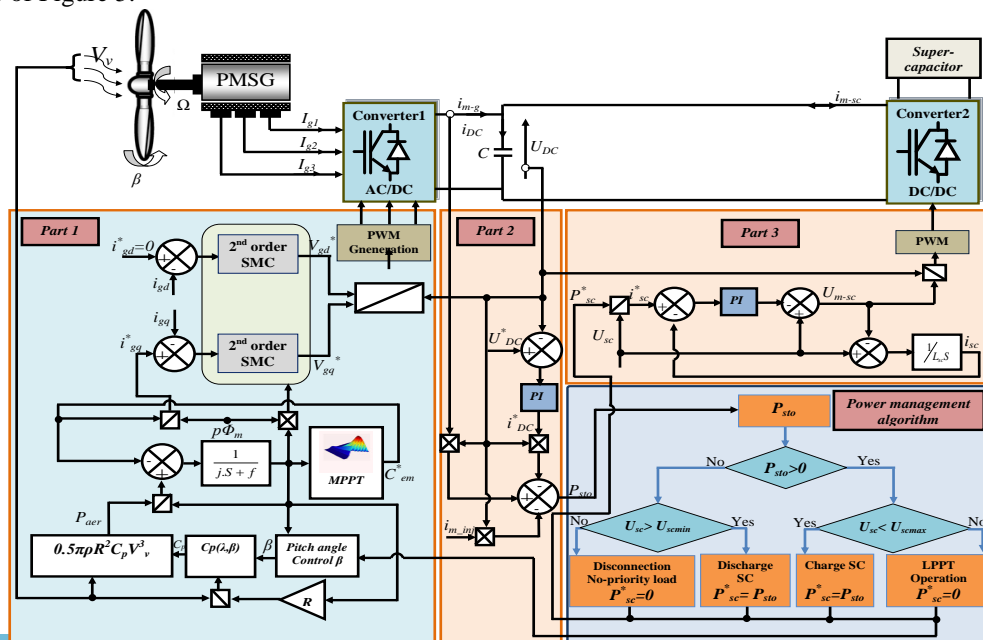 of Figure 3.
V_v
PMSG
Ω
β
I_g1
I_g2
I_g3
Converter1
AC/DC
i_m-g
i_DC
C
U_DC
i_m-sc
Super-
capacitor
Converter2
DC/DC
Part 1
PWM
Gneneration
i*_gd=0
2nd order
SMC
V_gd*
i_gd
i_gq
i*_gq
2nd order
SMC
V_gq*
pΦ_m
1
j.S + f
MPPT
C*_em
P_aer
0.5πρR²C_pV³_v
C_p
Cp(λ,β)
β
Pitch angle
Control β
R
Part 2
U*_DC
PI
i*_DC
P_sto
Part 3
PWM
P*_sc
i*_sc
PI
U_m-sc
U_sc
1/L_sc S
i_sc
Power management
algorithm
P_sto
P_sto>0
No
Yes
U_sc> U_scmin
U_sc< U_scmax
No
Yes
Yes
No
Disconnection
No-priority load
P*_sc=0
Discharge
SC
P*_sc= P_sto
Charge SC
P*_sc=P_sto
LPPT
Operation
P*_sc=0